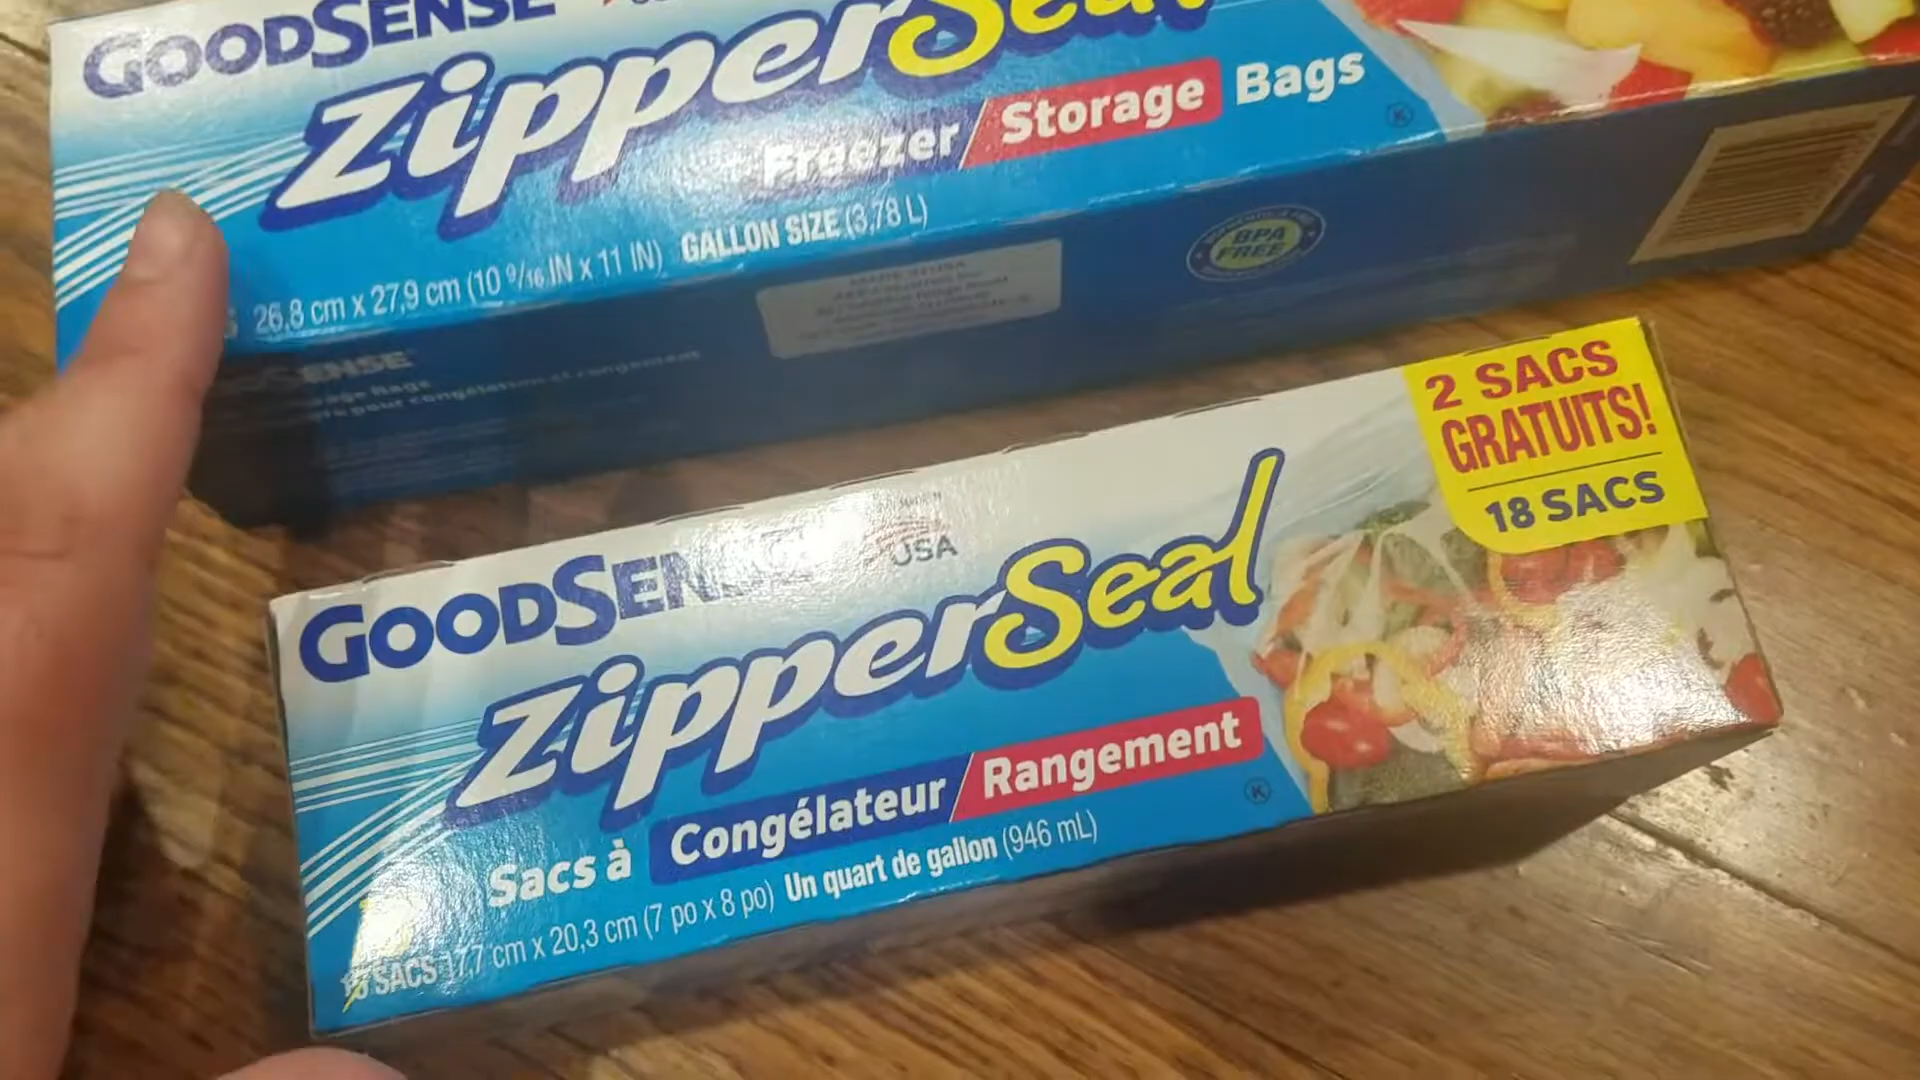 GOODSENSE
ZipperSeal
Freezer/Storage Bags
K
26,8 cm x 27,9 cm (10 9/16 IN x 11 IN) GALLON SIZE (3,78 L)
BPA
FREE
2 SACS
GRATUITS!
18 SACS
GOODSENSE
USA
ZipperSeal
Sacs à Congélateur/Rangement
K
SACS 17,7 cm x 20,3 cm (7 po x 8 po) Un quart de gallon (946 mL)